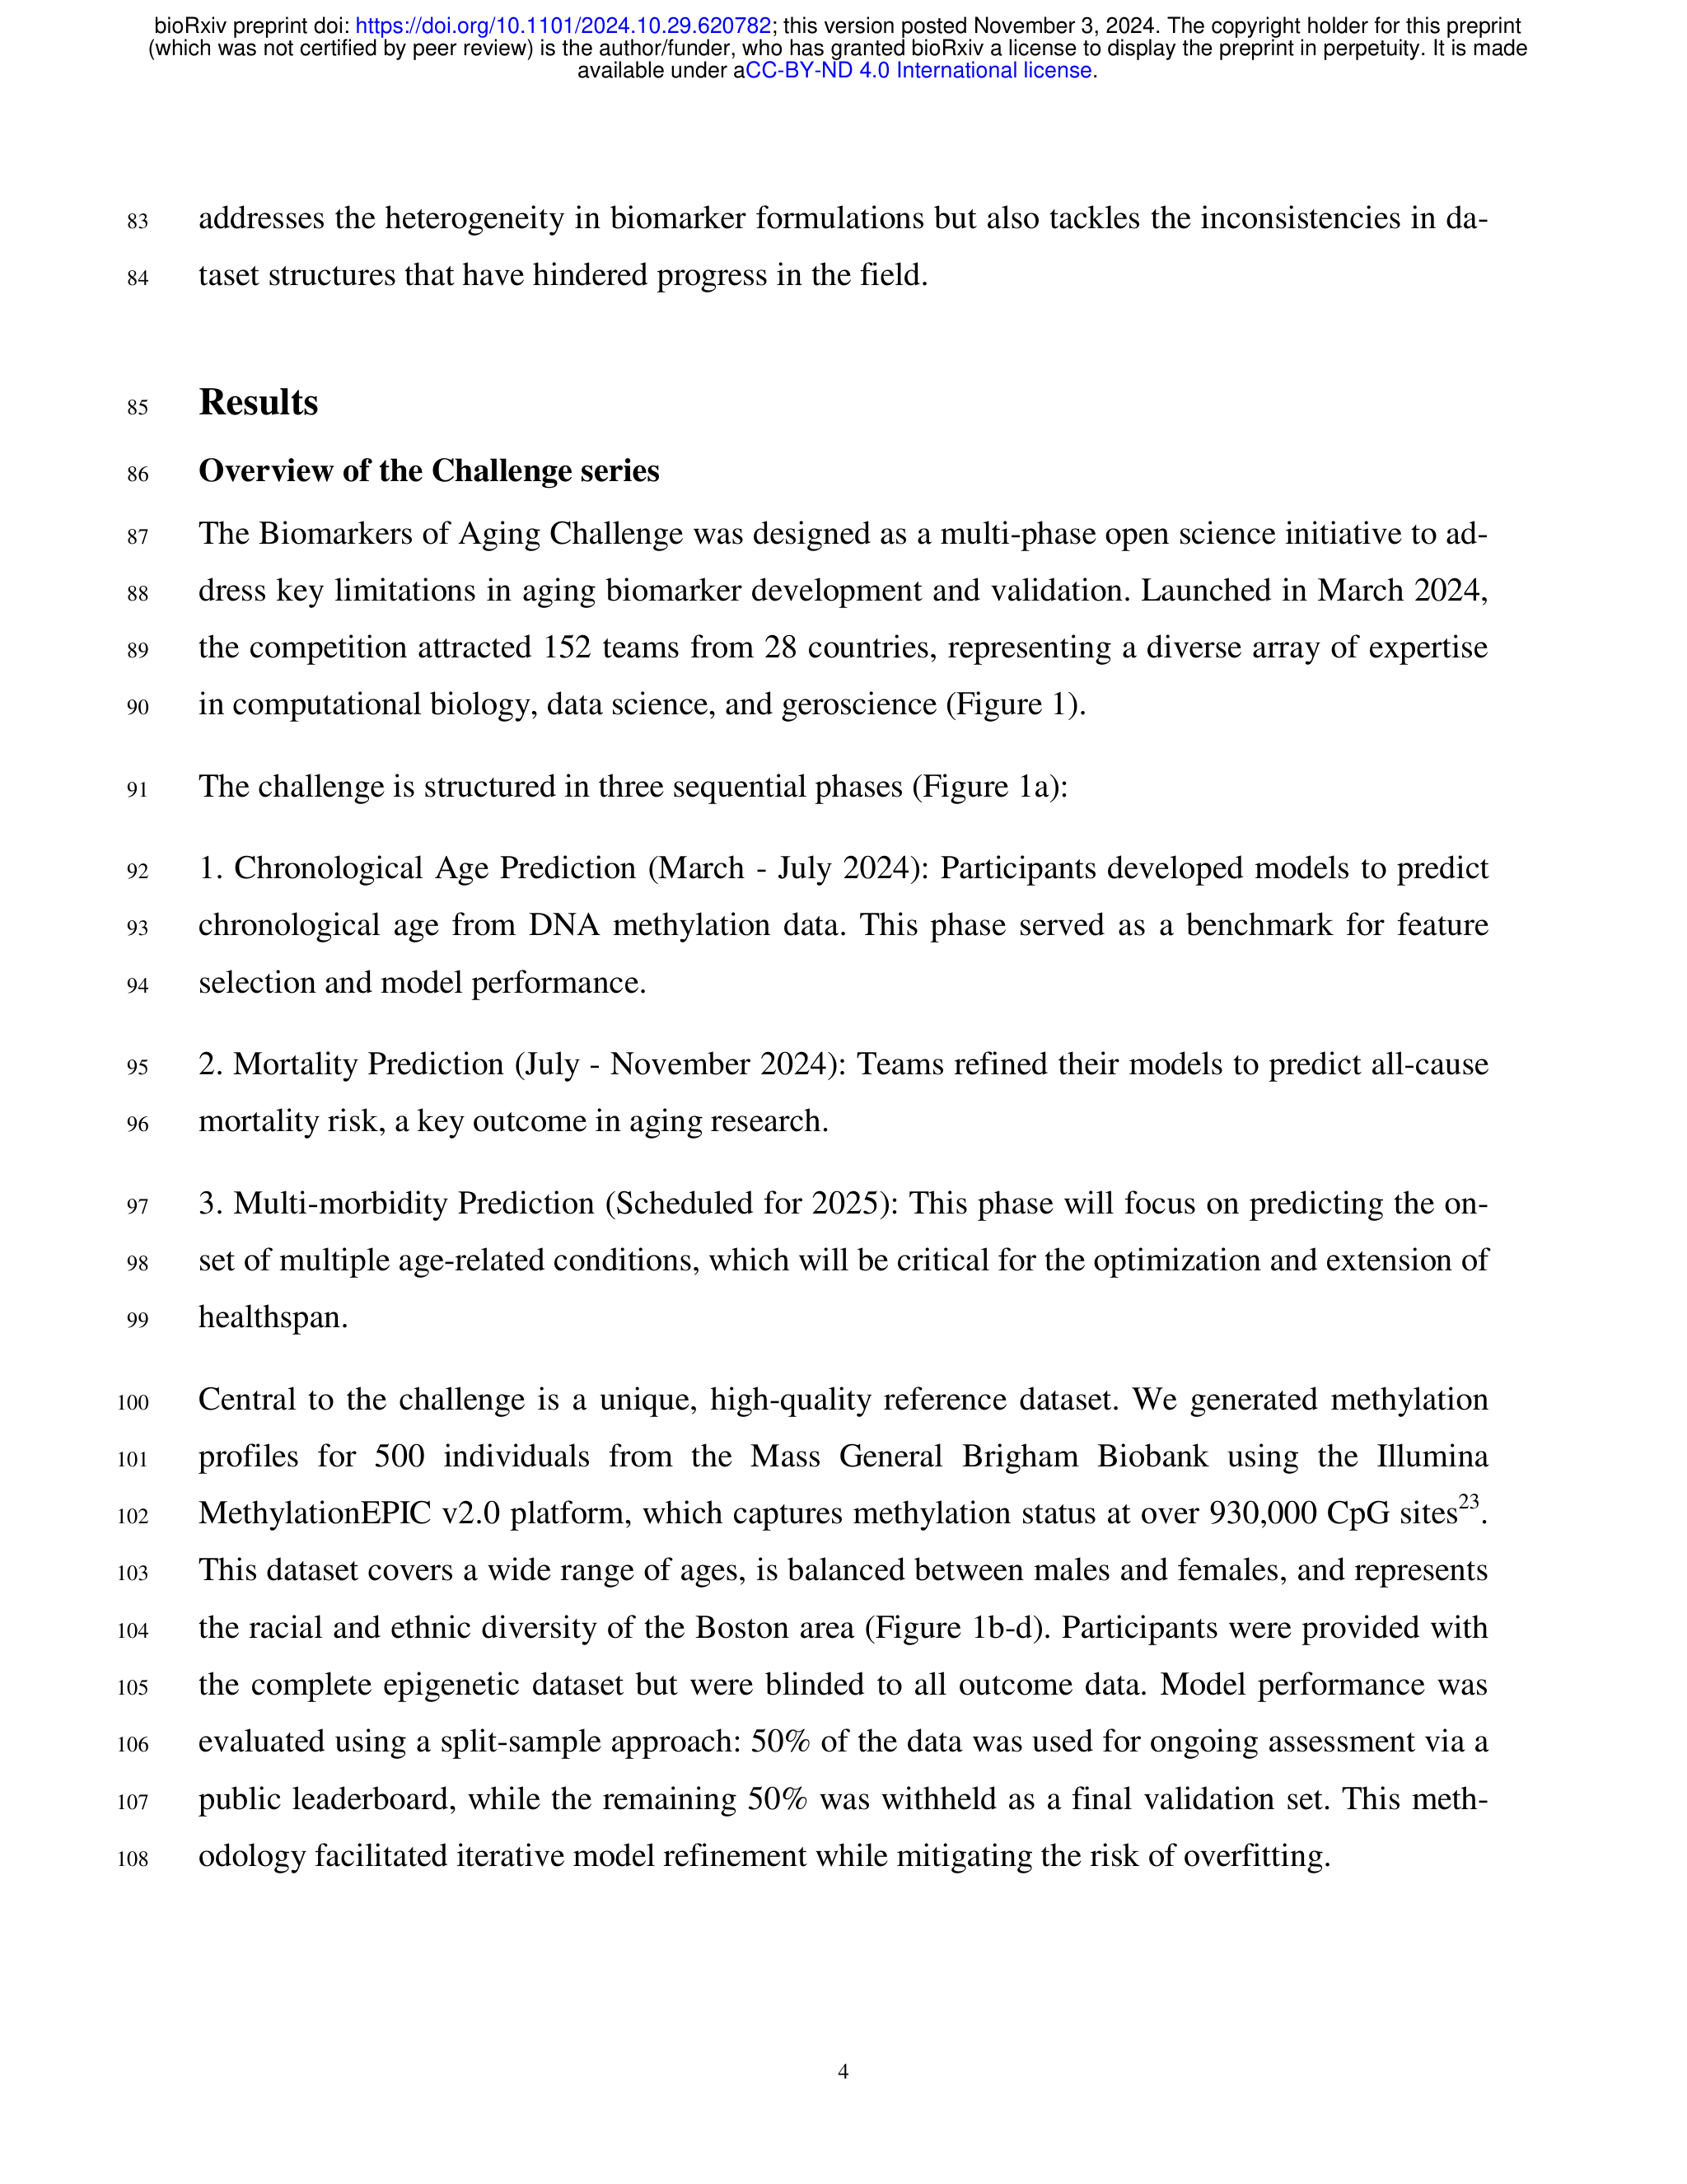 bioRxiv preprint doi: https://doi.org/10.1101/2024.10.29.620782; this version posted November 3, 2024. The copyright holder for this preprint
(which was not certified by peer review) is the author/funder, who has granted bioRxiv a license to display the preprint in perpetuity. It is made
available under aCC-BY-ND 4.0 International license.
83 addresses the heterogeneity in biomarker formulations but also tackles the inconsistencies in da-
84 taset structures that have hindered progress in the field.
85 Results
86 Overview of the Challenge series
87 The Biomarkers of Aging Challenge was designed as a multi-phase open science initiative to ad-
88 dress key limitations in aging biomarker development and validation. Launched in March 2024,
89 the competition attracted 152 teams from 28 countries, representing a diverse array of expertise
90 in computational biology, data science, and geroscience (Figure 1).
91 The challenge is structured in three sequential phases (Figure 1a):
92 1. Chronological Age Prediction (March - July 2024): Participants developed models to predict
93 chronological age from DNA methylation data. This phase served as a benchmark for feature
94 selection and model performance.
95 2. Mortality Prediction (July - November 2024): Teams refined their models to predict all-cause
96 mortality risk, a key outcome in aging research.
97 3. Multi-morbidity Prediction (Scheduled for 2025): This phase will focus on predicting the on-
98 set of multiple age-related conditions, which will be critical for the optimization and extension of
99 healthspan.
100 Central to the challenge is a unique, high-quality reference dataset. We generated methylation
101 profiles for 500 individuals from the Mass General Brigham Biobank using the Illumina
102 MethylationEPIC v2.0 platform, which captures methylation status at over 930,000 CpG sites23.
103 This dataset covers a wide range of ages, is balanced between males and females, and represents
104 the racial and ethnic diversity of the Boston area (Figure 1b-d). Participants were provided with
105 the complete epigenetic dataset but were blinded to all outcome data. Model performance was
106 evaluated using a split-sample approach: 50% of the data was used for ongoing assessment via a
107 public leaderboard, while the remaining 50% was withheld as a final validation set. This meth-
108 odology facilitated iterative model refinement while mitigating the risk of overfitting.
4